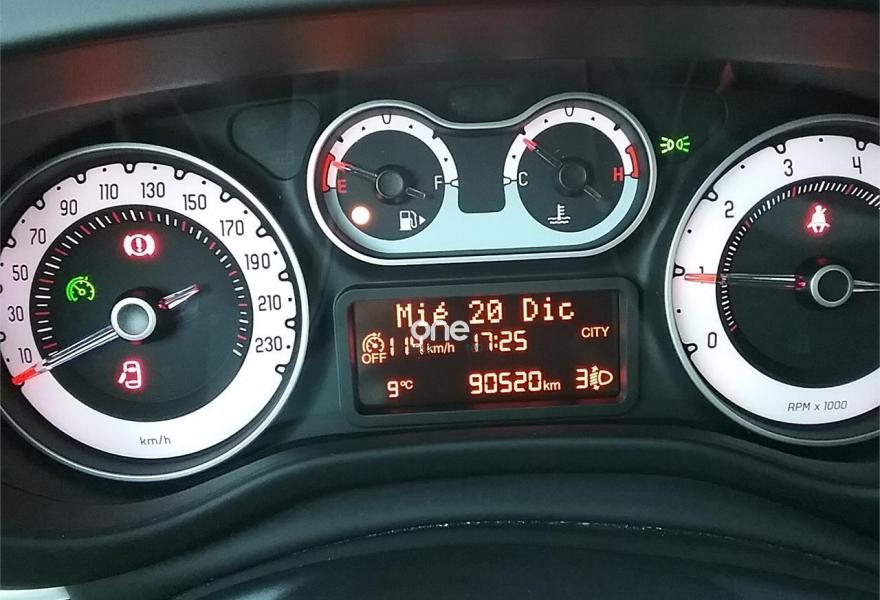 10 30 50 70 90 110 130 150 170 190 210 230
km/h
E F
C H
0 1 2 3 4
RPM x 1000
Mié 20 Dic
one
CITY
OFF km/h 17:25
9°C 90520km 3